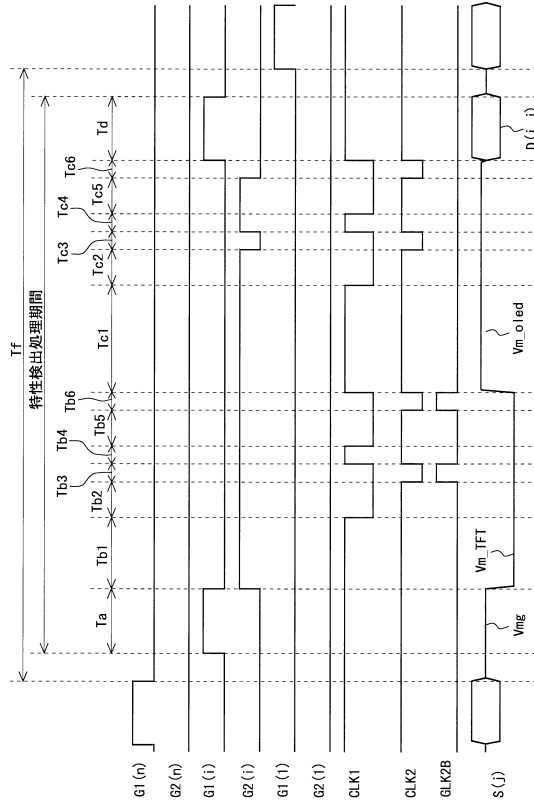 Tf
特性検出処理期間
Ta
Tb1
Tb2
Tb3
Tb4
Tb5
Tb6
Tc1
Tc2
Tc3
Tc4
Tc5
Tc6
Td
G1(n)
G2(n)
G1(i)
G2(i)
G1(1)
G2(1)
CLK1
CLK2
GLK2B
S(j)
Vmg
Vm_TFT
Vm_oled
D(i,j)